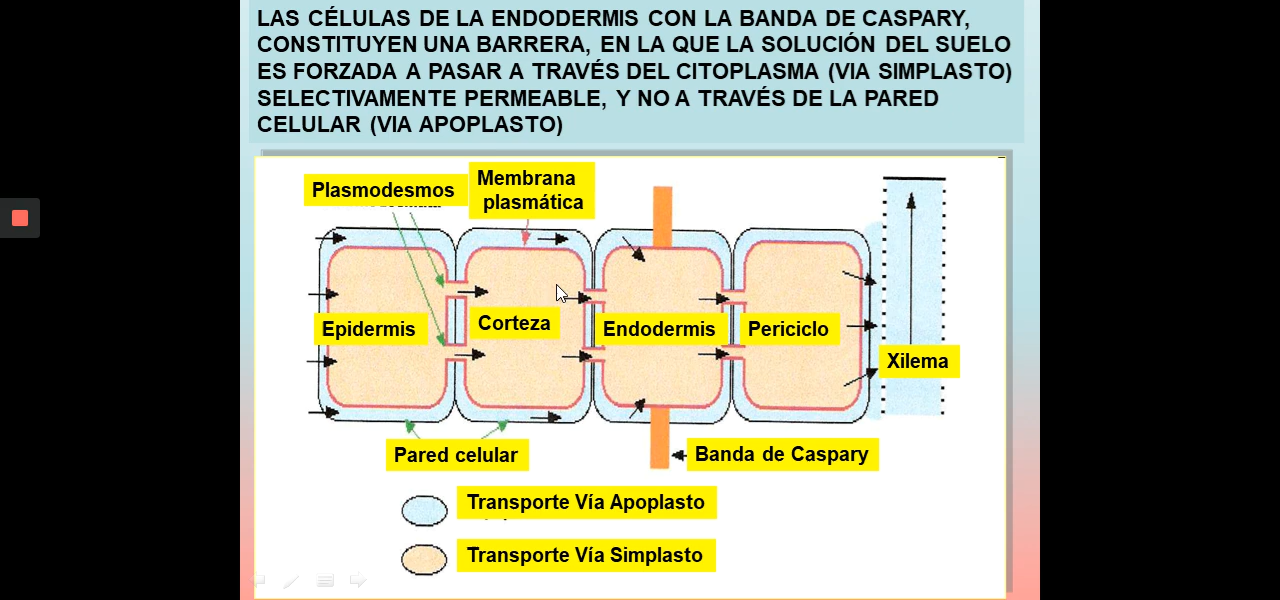 LAS CÉLULAS DE LA ENDODERMIS CON LA BANDA DE CASPARY,
CONSTITUYEN UNA BARRERA, EN LA QUE LA SOLUCIÓN DEL SUELO
ES FORZADA A PASAR A TRAVÉS DEL CITOPLASMA (VIA SIMPLASTO)
SELECTIVAMENTE PERMEABLE, Y NO A TRAVÉS DE LA PARED
CELULAR (VIA APOPLASTO)
Plasmodesmos
Membrana
plasmática
Epidermis
Corteza
Endodermis
Periciclo
Xilema
Pared celular
Banda de Caspary
Transporte Vía Apoplasto
Transporte Vía Simplasto